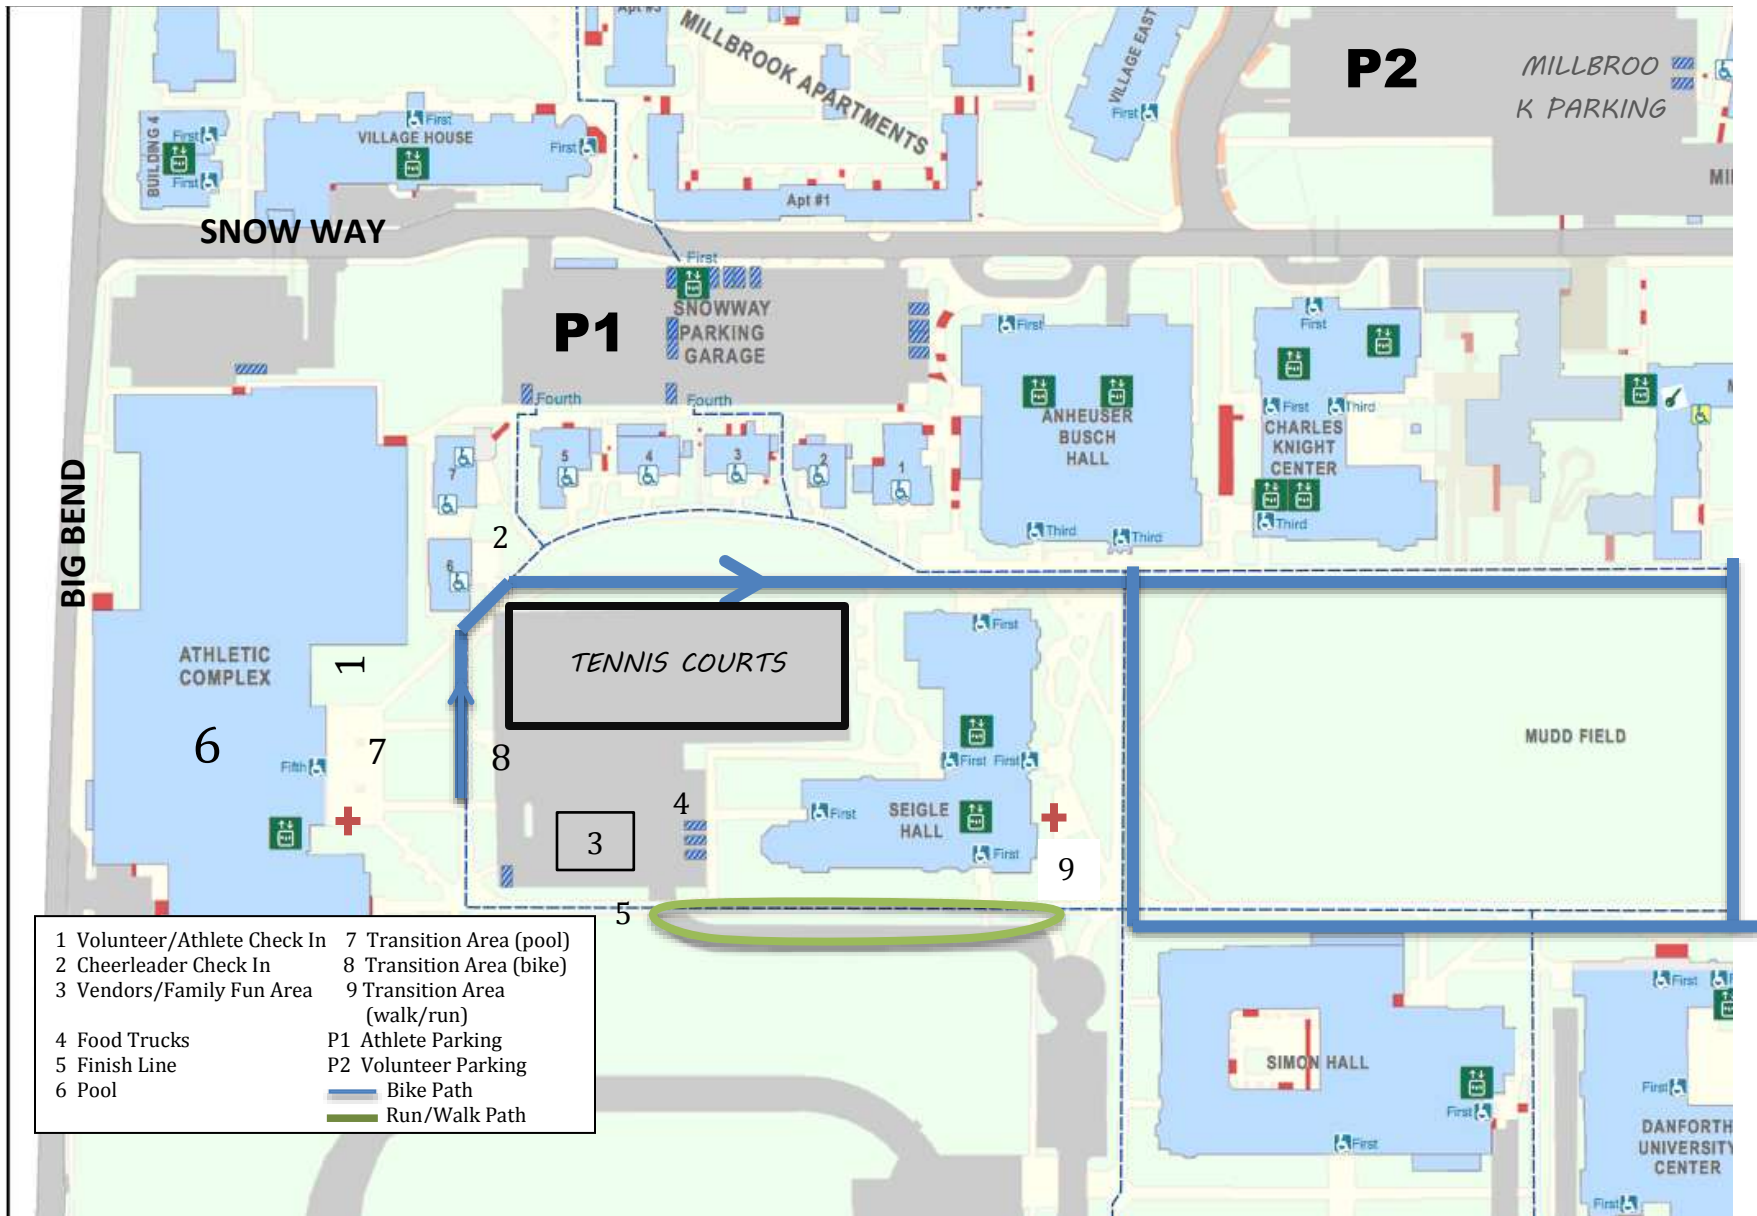 Apt #3
Apt #2
MILLBROOK APARTMENTS
VILLAGE EAST
First
P2
MILLBROO
K PARKING
BUILDING 4
First
First
First
VILLAGE HOUSE
First
Apt #1
MIL
SNOW WAY
First
P1
SNOWWAY
PARKING
GARAGE
Fourth
Fourth
First
ANHEUSER
BUSCH
HALL
Third
Third
First
First
Third
CHARLES
KNIGHT
CENTER
Third
BIG BEND
7
5
4
3
2
1
2
6
ATHLETIC
COMPLEX
1
TENNIS COURTS
First
6
7
8
Fifth
First First
MUDD FIELD
4
3
First
SEIGLE
HALL
First
9
5
1 Volunteer/Athlete Check In
2 Cheerleader Check In
3 Vendors/Family Fun Area
4 Food Trucks
5 Finish Line
6 Pool
7 Transition Area (pool)
8 Transition Area (bike)
9 Transition Area
(walk/run)
P1 Athlete Parking
P2 Volunteer Parking
Bike Path
Run/Walk Path
First
SIMON HALL
First
First
First
DANFORTH
UNIVERSITY
CENTER
First